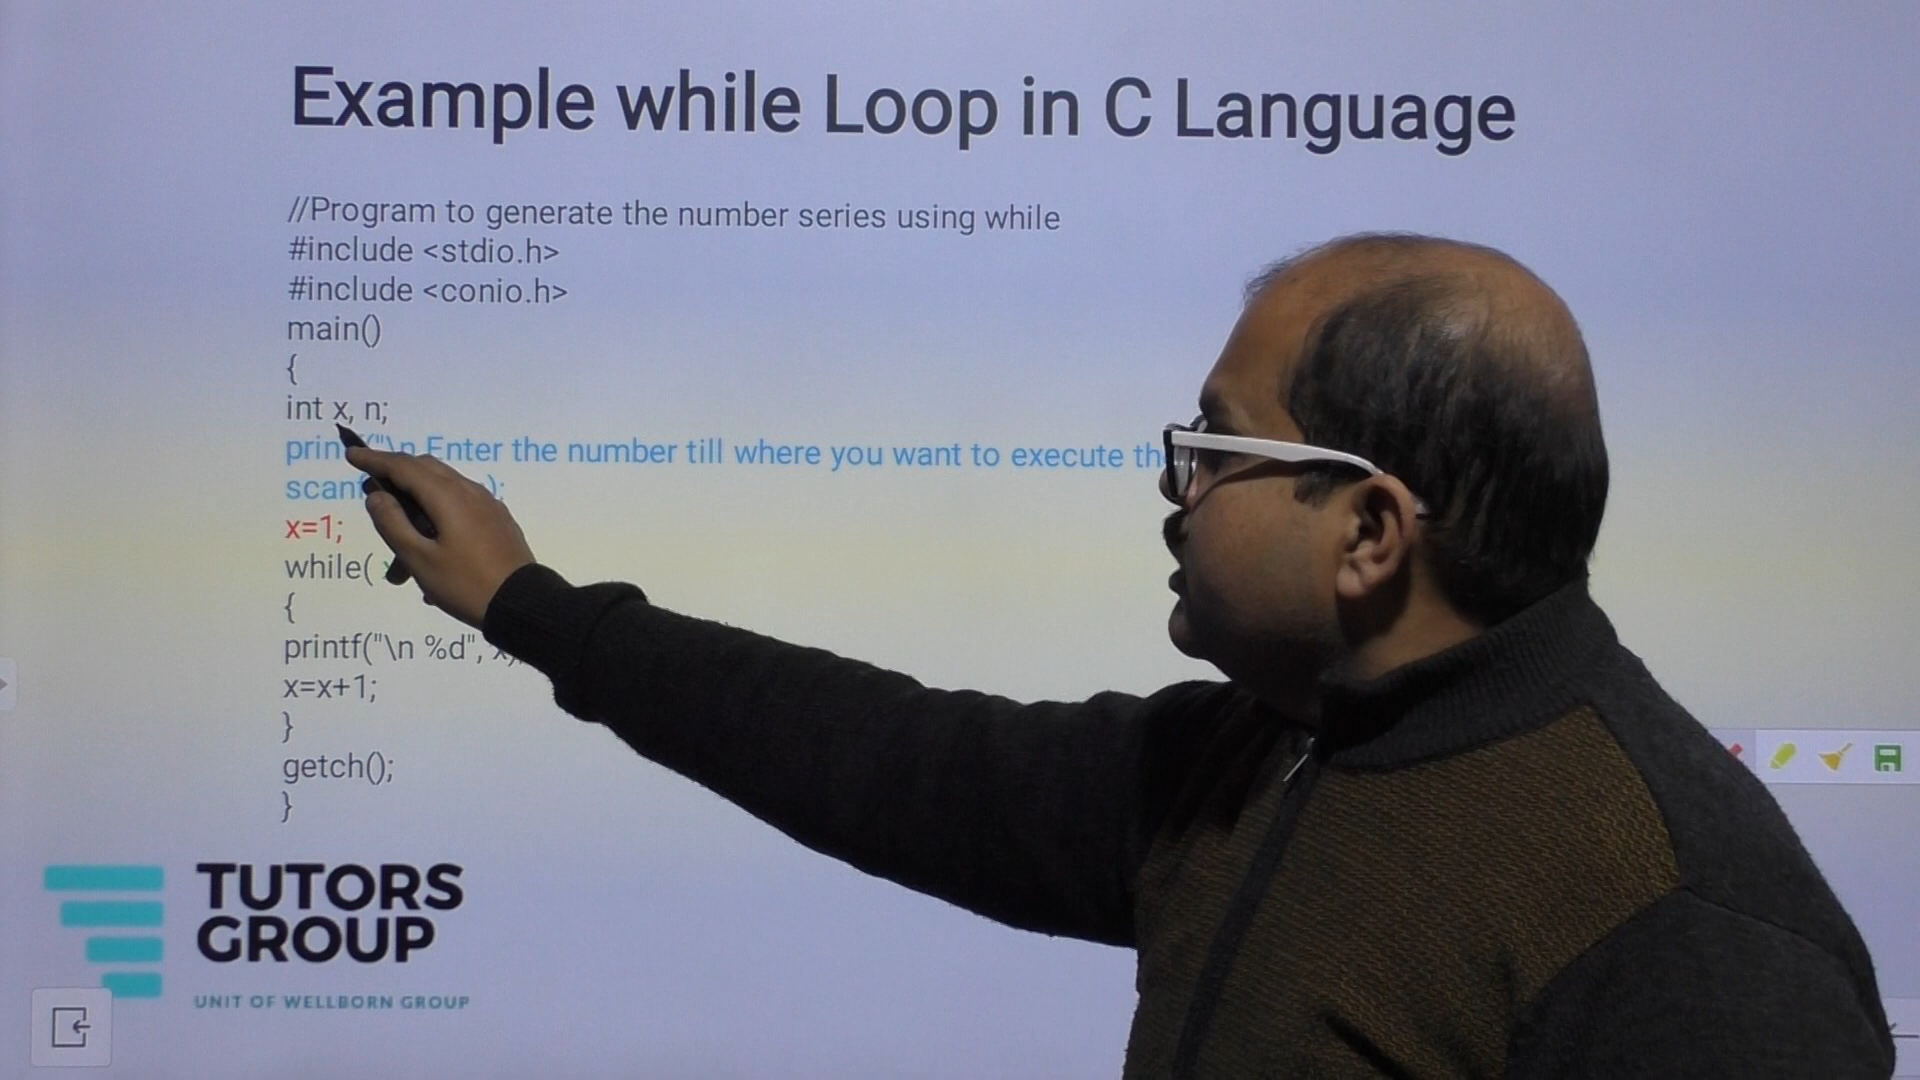 Example while Loop in C Language
//Program to generate the number series using while
#include <stdio.h>
#include <conio.h>
main()
{
int x, n;
Enter the number till where you want to execute
x=1;
while(
{
printf("\n %d", x);
x=x+1;
}
getch();
}
TUTORS
GROUP
UNIT OF WELLBORN GROUP